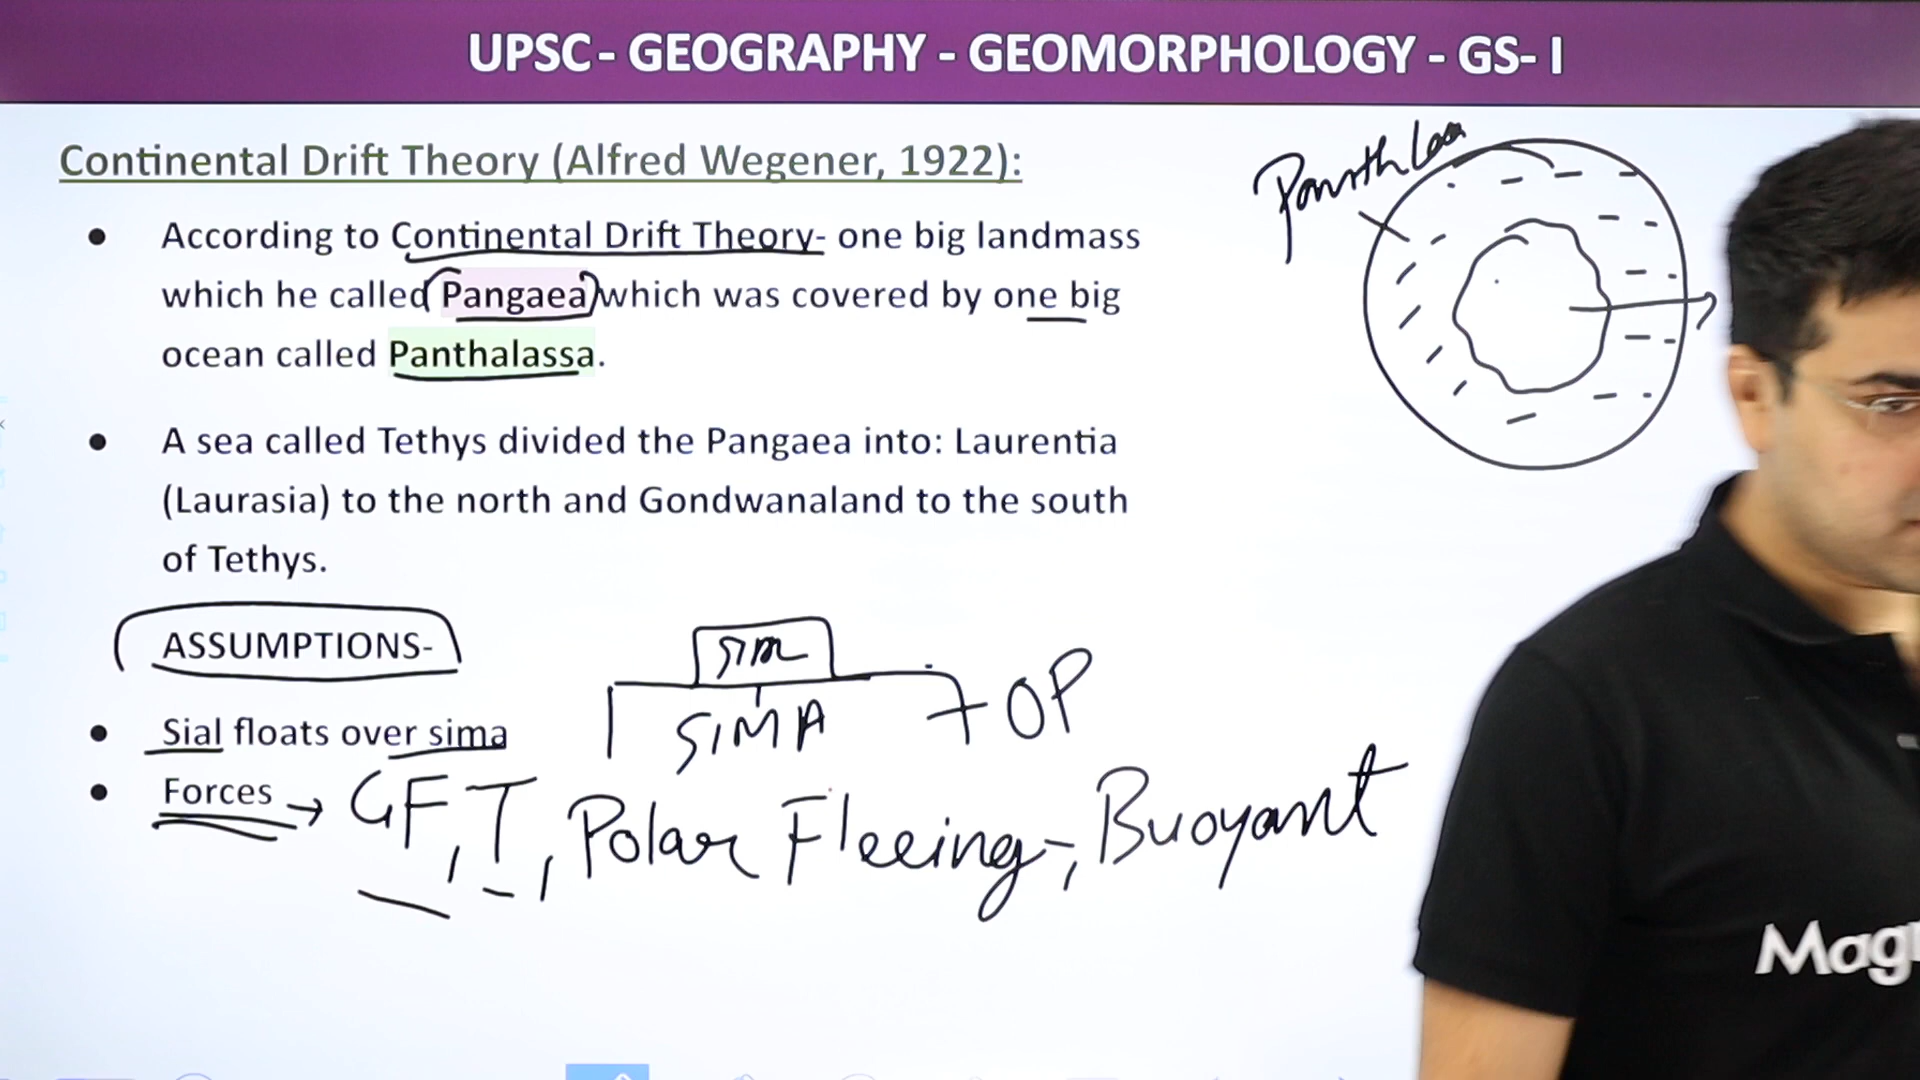 UPSC - GEOGRAPHY - GEOMORPHOLOGY - GS- I
Continental Drift Theory (Alfred Wegener, 1922):
● According to Continental Drift Theory- one big landmass
which he called Pangaea which was covered by one big
ocean called Panthalassa.
● A sea called Tethys divided the Pangaea into: Laurentia
(Laurasia) to the north and Gondwanaland to the south
of Tethys.
ASSUMPTIONS-
● Sial floats over sima
● Forces → GF, T, Polar Fleeing, Buoyant
SIMA
OP
Mag